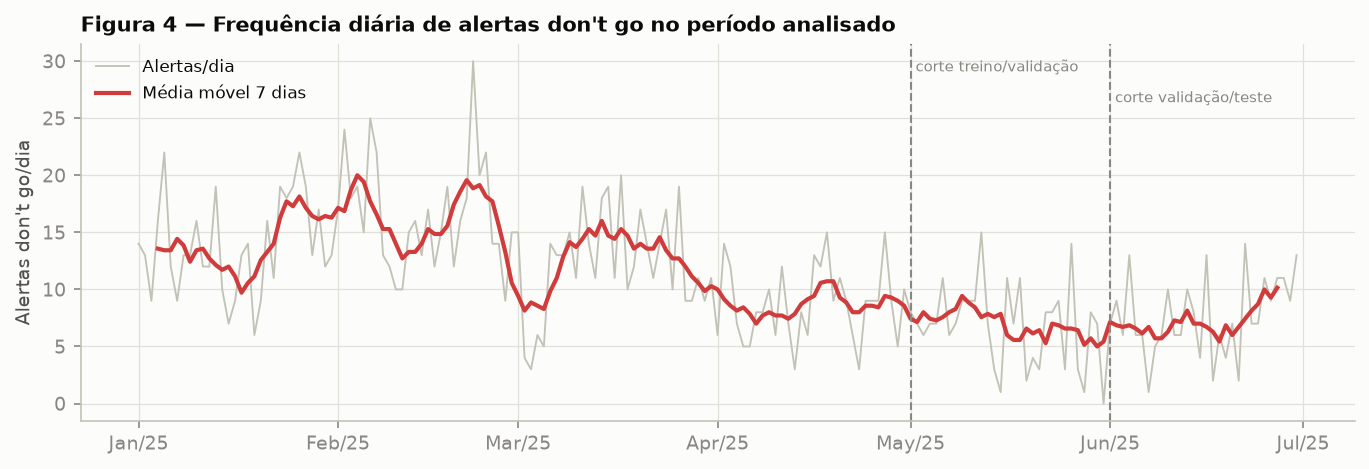 Figura 4 — Frequência diária de alertas don't go no período analisado
Alertas/dia
Média móvel 7 dias
corte treino/validação
corte validação/teste
Alertas don't go/dia
30
25
20
15
10
5
0
Jan/25
Feb/25
Mar/25
Apr/25
May/25
Jun/25
Jul/25